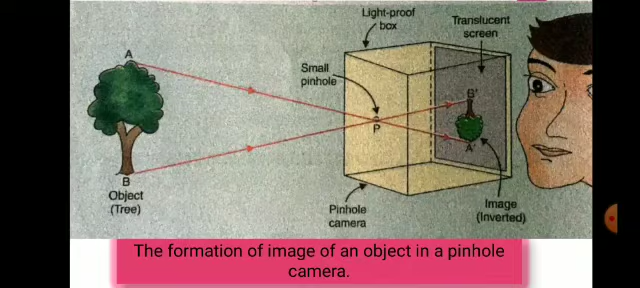 Light-proof
box
Translucent
screen
A
Small
pinhole
B'
P
A'
B
Object
(Tree)
Pinhole
camera
Image
(Inverted)
The formation of image of an object in a pinhole
camera.